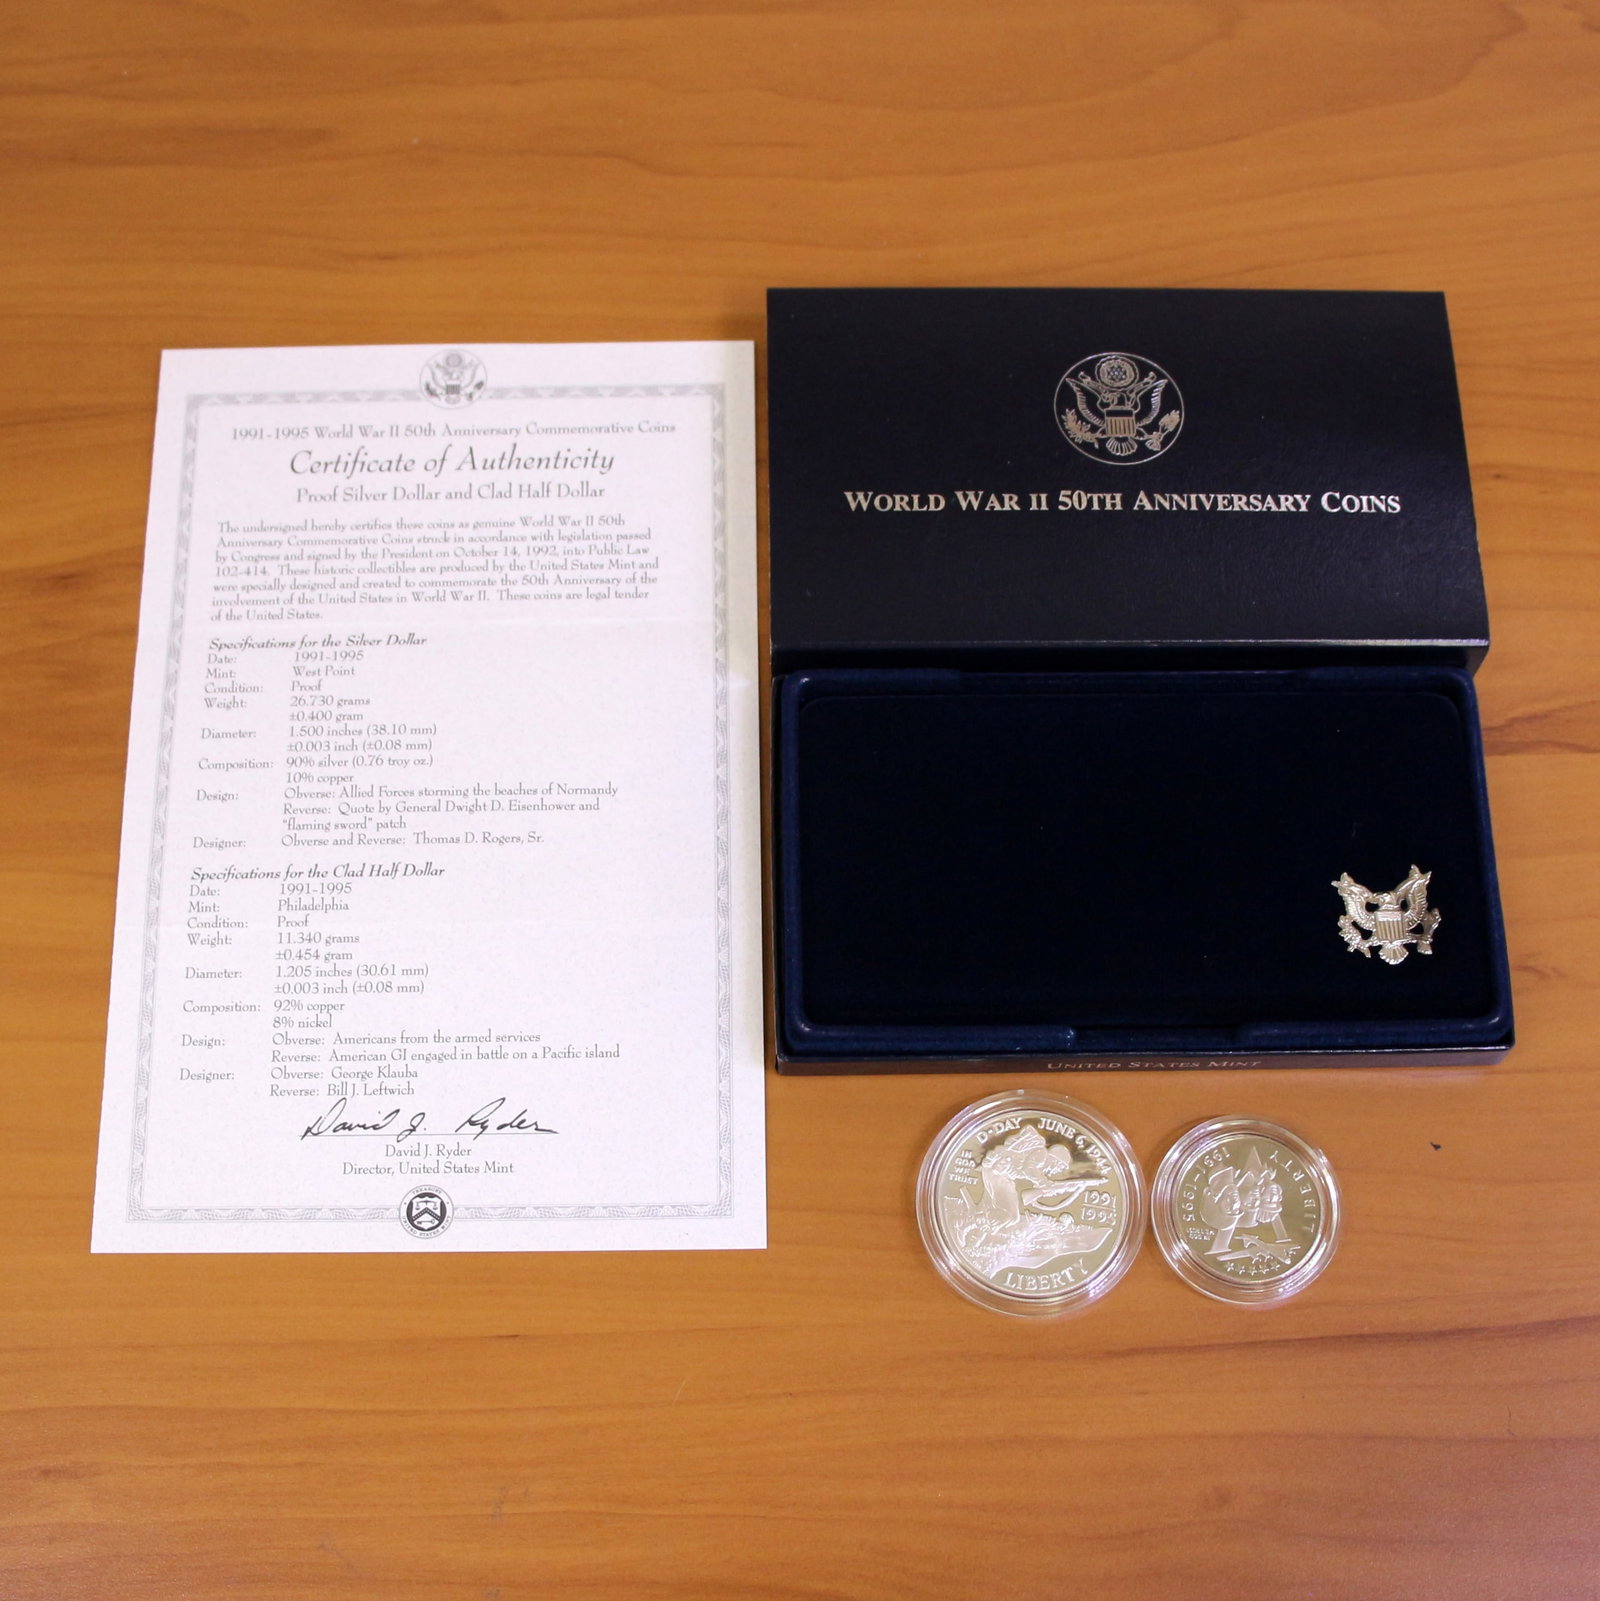 1991-1995 World War II 50th Anniversary Commemorative Coins
Certificate of Authenticity
Proof Silver Dollar and Clad Half Dollar
The undersigned hereby certifies these coins as genuine World War II 50th
Anniversary Commemorative Coins struck in accordance with legislation passed
by Congress and signed by the President on October 14, 1992, into Public Law
102-414. These historic collectibles are produced by the United States Mint and
were specially designed and created to commemorate the 50th Anniversary of the
involvement of the United States in World War II. These coins are legal tender
of the United States.
Specifications for the Silver Dollar
Date: 1991-1995
Mint: West Point
Condition: Proof
Weight: 26.730 grams
±0.400 gram
Diameter: 1.500 inches (38.10 mm)
±0.003 inch (±0.08 mm)
Composition: 90% silver (0.76 troy oz.)
10% copper
Design: Obverse: Allied Forces storming the beaches of Normandy
Reverse: Quote by General Dwight D. Eisenhower and
"flaming sword" patch
Designer: Obverse and Reverse: Thomas D. Rogers, Sr.
Specifications for the Clad Half Dollar
Date: 1991-1995
Mint: Philadelphia
Condition: Proof
Weight: 11.340 grams
±0.454 gram
Diameter: 1.205 inches (30.61 mm)
±0.003 inch (±0.08 mm)
Composition: 92% copper
8% nickel
Design: Obverse: Americans from the armed services
Reverse: American GI engaged in battle on a Pacific island
Designer: Obverse: George Klauba
Reverse: Bill J. Leftwich
David J. Ryder
David J. Ryder
Director, United States Mint
WORLD WAR II 50TH ANNIVERSARY COINS
UNITED STATES MINT
D-DAY JUNE 6, 1944
IN
GOD
WE
TRUST
1991
1995
LIBERTY
1991-1995
LIBERTY